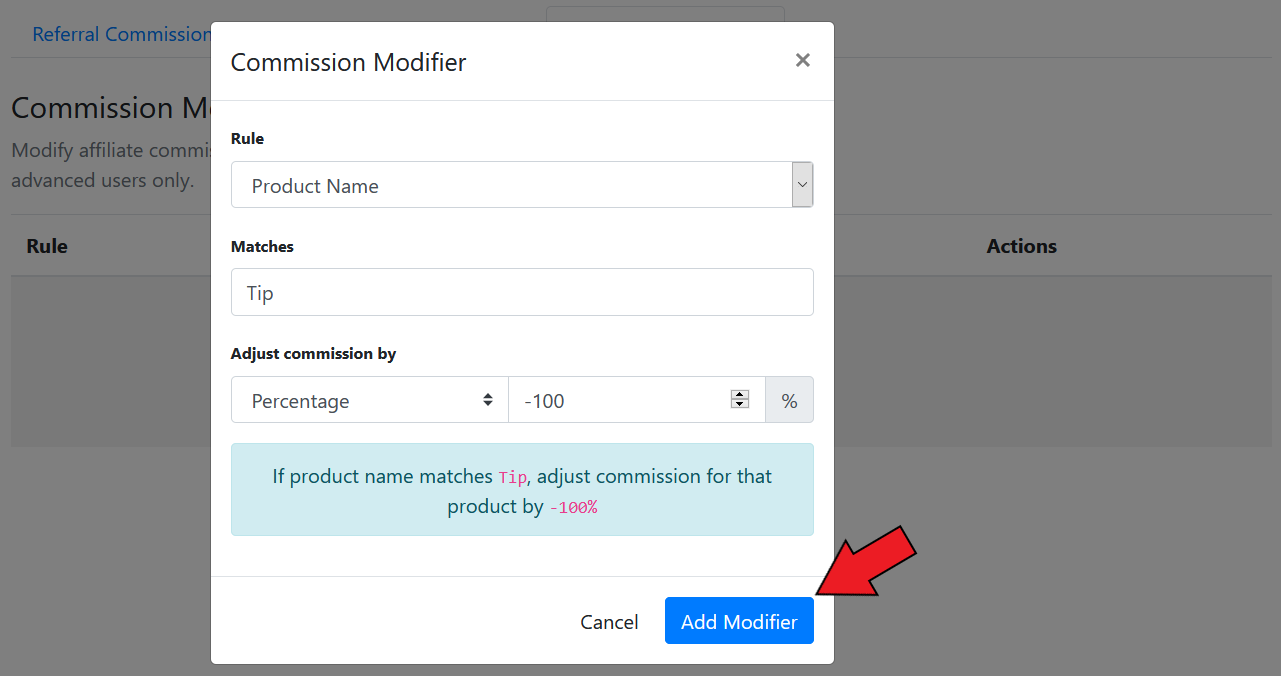 Referral Commission
Commission Modifier
×
Commission M
Modify affiliate commis
advanced users only.
Rule
Product Name
Rule
Actions
Matches
Tip
Adjust commission by
Percentage
-100
%
If product name matches Tip, adjust commission for that
product by -100%
Cancel
Add Modifier